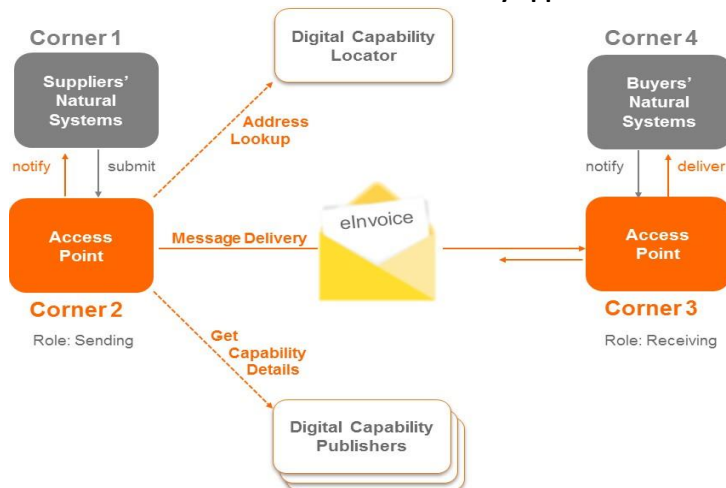 Corner 1
Suppliers'
Natural
Systems
notify
submit
Access
Point
Corner 2
Role: Sending
Digital Capability
Locator
Address
Lookup
Message Delivery
eInvoice
Get
Capability
Details
Digital Capability
Publishers
Corner 4
Buyers'
Natural
Systems
notify
deliver
Access
Point
Corner 3
Role: Receiving